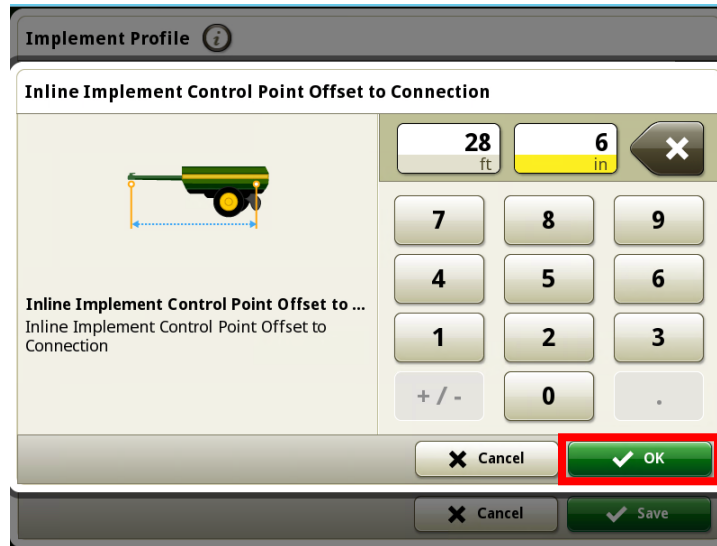 Implement Profile i
Inline Implement Control Point Offset to Connection
28 ft
6 in
7 8 9
4 5 6
1 2 3
+ / - 0 .
Inline Implement Control Point Offset to ...
Inline Implement Control Point Offset to
Connection
Cancel
OK
Cancel
Save